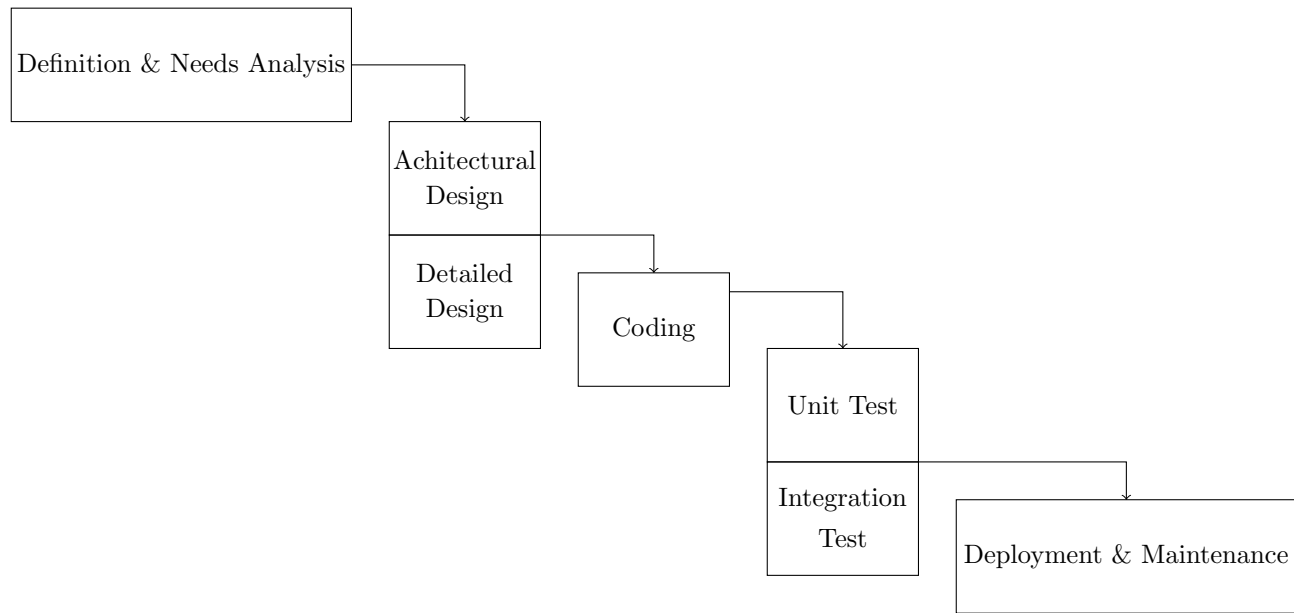 Definition & Needs Analysis
Achitectural
Design
Detailed
Design
Coding
Unit Test
Integration
Test
Deployment & Maintenance